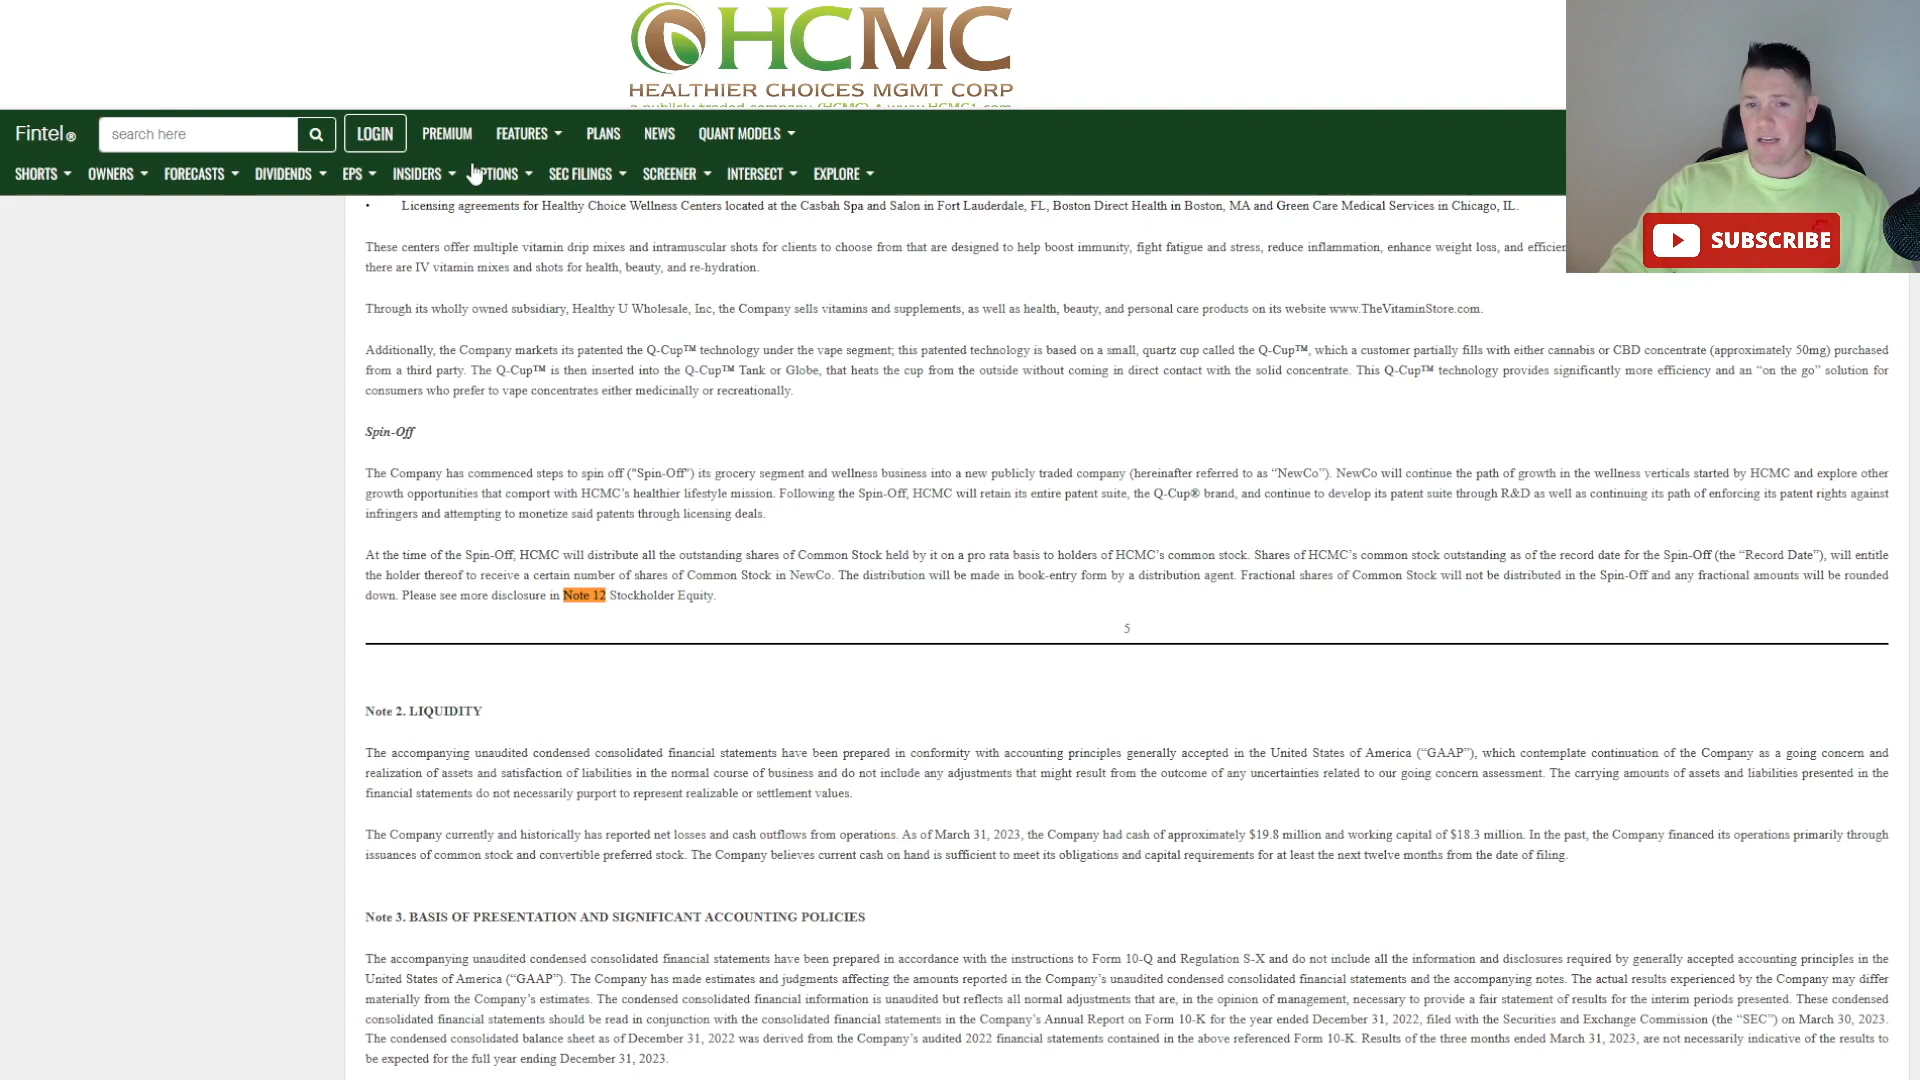 HCMC
HEALTHIER CHOICES MGMT CORP
a publicly traded company (HCMC) • www.HCMC1.com
Fintel®
search here
LOGIN
PREMIUM
FEATURES
PLANS
NEWS
QUANT MODELS
SHORTS
OWNERS
FORECASTS
DIVIDENDS
EPS
INSIDERS
OPTIONS
SEC FILINGS
SCREENER
INTERSECT
EXPLORE
SUBSCRIBE
• Licensing agreements for Healthy Choice Wellness Centers located at the Casbah Spa and Salon in Fort Lauderdale, FL, Boston Direct Health in Boston, MA and Green Care Medical Services in Chicago, IL.
These centers offer multiple vitamin drip mixes and intramuscular shots for clients to choose from that are designed to help boost immunity, fight fatigue and stress, reduce inflammation, enhance weight loss, and
there are IV vitamin mixes and shots for health, beauty, and re-hydration.
Through its wholly owned subsidiary, Healthy U Wholesale, Inc, the Company sells vitamins and supplements, as well as health, beauty, and personal care products on its website www.TheVitaminStore.com.
Additionally, the Company markets its patented the Q-Cup™ technology under the vape segment; this patented technology is based on a small, quartz cup called the Q-Cup™, which a customer partially fills with either cannabis or CBD concentrate (approximately 50mg) purchased
from a third party. The Q-Cup™ is then inserted into the Q-Cup™ Tank or Globe, that heats the cup from the outside without coming in direct contact with the solid concentrate. This Q-Cup™ technology provides significantly more efficiency and an “on the go” solution for
consumers who prefer to vape concentrates either medicinally or recreationally.
Spin-Off
The Company has commenced steps to spin off ("Spin-Off") its grocery segment and wellness business into a new publicly traded company (hereinafter referred to as “NewCo”). NewCo will continue the path of growth in the wellness verticals started by HCMC and explore other
growth opportunities that comport with HCMC’s healthier lifestyle mission. Following the Spin-Off, HCMC will retain its entire patent suite, the Q-Cup® brand, and continue to develop its patent suite through R&D as well as continuing its path of enforcing its patent rights against
infringers and attempting to monetize said patents through licensing deals.
At the time of the Spin-Off, HCMC will distribute all the outstanding shares of Common Stock held by it on a pro rata basis to holders of HCMC’s common stock. Shares of HCMC’s common stock outstanding as of the record date for the Spin-Off (the “Record Date”), will entitle
the holder thereof to receive a certain number of shares of Common Stock in NewCo. The distribution will be made in book-entry form by a distribution agent. Fractional shares of Common Stock will not be distributed in the Spin-Off and any fractional amounts will be rounded
down. Please see more disclosure in Note 12 Stockholder Equity.
5
Note 2. LIQUIDITY
The accompanying unaudited condensed consolidated financial statements have been prepared in conformity with accounting principles generally accepted in the United States of America (“GAAP”), which contemplate continuation of the Company as a going concern and
realization of assets and satisfaction of liabilities in the normal course of business and do not include any adjustments that might result from the outcome of any uncertainties related to our going concern assessment. The carrying amounts of assets and liabilities presented in the
financial statements do not necessarily purport to represent realizable or settlement values.
The Company currently and historically has reported net losses and cash outflows from operations. As of March 31, 2023, the Company had cash of approximately $19.8 million and working capital of $18.3 million. In the past, the Company financed its operations primarily through
issuances of common stock and convertible preferred stock. The Company believes current cash on hand is sufficient to meet its obligations and capital requirements for at least the next twelve months from the date of filing.
Note 3. BASIS OF PRESENTATION AND SIGNIFICANT ACCOUNTING POLICIES
The accompanying unaudited condensed consolidated financial statements have been prepared in accordance with the instructions to Form 10-Q and Regulation S-X and do not include all the information and disclosures required by generally accepted accounting principles in the
United States of America (“GAAP”). The Company has made estimates and judgments affecting the amounts reported in the Company’s unaudited condensed consolidated financial statements and the accompanying notes. The actual results experienced by the Company may differ
materially from the Company’s estimates. The condensed consolidated financial information is unaudited but reflects all normal adjustments that are, in the opinion of management, necessary to provide a fair statement of results for the interim periods presented. These condensed
consolidated financial statements should be read in conjunction with the consolidated financial statements in the Company’s Annual Report on Form 10-K for the year ended December 31, 2022, filed with the Securities and Exchange Commission (the “SEC”) on March 30, 2023.
The condensed consolidated balance sheet as of December 31, 2022 was derived from the Company’s audited 2022 financial statements contained in the above referenced Form 10-K. Results of the three months ended March 31, 2023, are not necessarily indicative of the results to
be expected for the full year ending December 31, 2023.